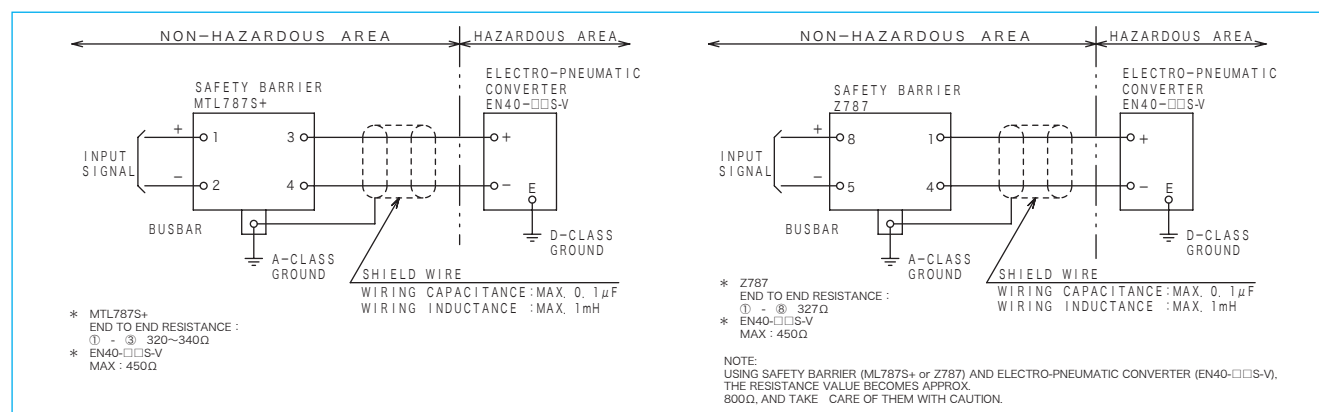 NON-HAZARDOUS AREA
HAZARDOUS AREA
ELECTRO-PNEUMATIC
CONVERTER
EN40-□□S-V
SAFETY BARRIER
MTL787S+
INPUT
SIGNAL
+
−
1
2
3
4
+
−
E
BUSBAR
A-CLASS
GROUND
D-CLASS
GROUND
SHIELD WIRE
WIRING CAPACITANCE:MAX. 0. 1μF
WIRING INDUCTANCE :MAX. 1mH
* MTL787S+
END TO END RESISTANCE :
① - ③ 320~340Ω
* EN40-□□S-V
MAX : 450Ω
NON-HAZARDOUS AREA
HAZARDOUS AREA
ELECTRO-PNEUMATIC
CONVERTER
EN40-□□S-V
SAFETY BARRIER
Z787
INPUT
SIGNAL
+
−
8
5
1
4
+
−
E
BUSBAR
A-CLASS
GROUND
D-CLASS
GROUND
SHIELD WIRE
WIRING CAPACITANCE:MAX. 0. 1μF
WIRING INDUCTANCE :MAX. 1mH
* Z787
END TO END RESISTANCE :
① - ⑧ 327Ω
* EN40-□□S-V
MAX : 450Ω
NOTE:
USING SAFETY BARRIER (ML787S+ or Z787) AND ELECTRO-PNEUMATIC CONVERTER (EN40-□□S-V),
THE RESISTANCE VALUE BECOMES APPROX.
800Ω, AND TAKE CARE OF THEM WITH CAUTION.